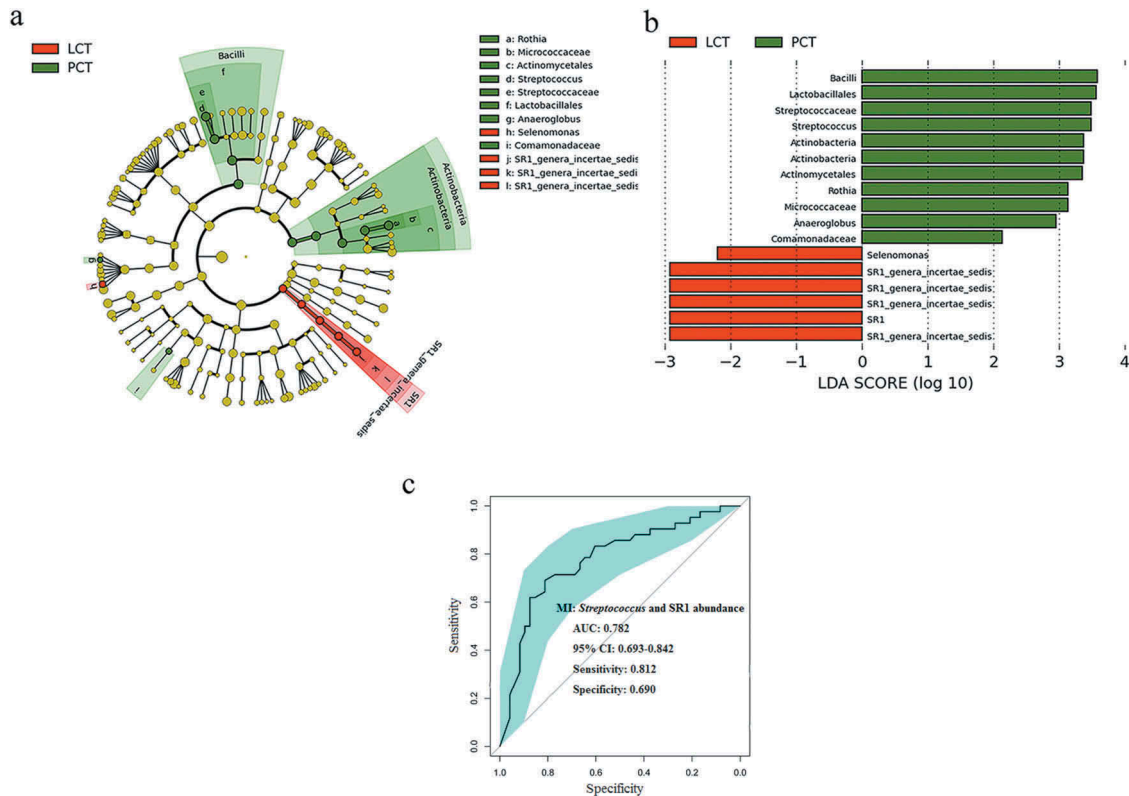 a
LCT
PCT
Bacilli
f
e
d
Actinobacteria
Actinobacteria
a
b
c
g
h
i
j
k
l
SR1
SR1_genera_incertae_sedis
a: Rothia
b: Micrococcaceae
c: Actinomycetales
d: Streptococcus
e: Streptococcaceae
f: Lactobacillales
g: Anaeroglobus
h: Selenomonas
i: Comamonadaceae
j: SR1_genera_incertae_sedis
k: SR1_genera_incertae_sedi
l: SR1_genera_incertae_sedis
b
LCT
PCT
Bacilli
Lactobacillales
Streptococcaceae
Streptococcus
Actinobacteria
Actinobacteria
Actinomycetales
Rothia
Micrococcaceae
Anaeroglobus
Comamonadaceae
Selenomonas
SR1_genera_incertae_sedis
SR1_genera_incertae_sedis
SR1_genera_incertae_sedis
SR1
SR1_genera_incertae_sedis
−3 −2 −1 0 1 2 3 4
LDA SCORE (log 10)
c
Sensitivity
1.0
0.8
0.6
0.4
0.2
0.0
MI: Streptococcus and SR1 abundance
AUC: 0.782
95% CI: 0.693-0.842
Sensitivity: 0.812
Specificity: 0.690
1.0 0.8 0.6 0.4 0.2 0.0
Specificity